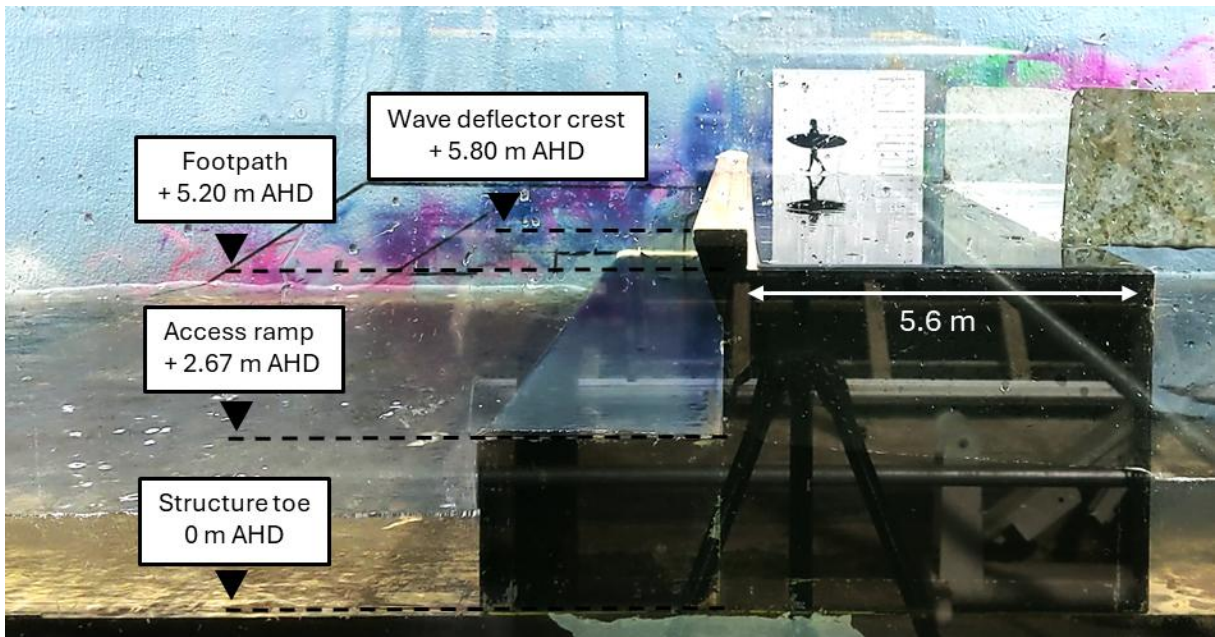 Wave deflector crest
+ 5.80 m AHD
Footpath
+ 5.20 m AHD
Access ramp
+ 2.67 m AHD
5.6 m
Structure toe
0 m AHD